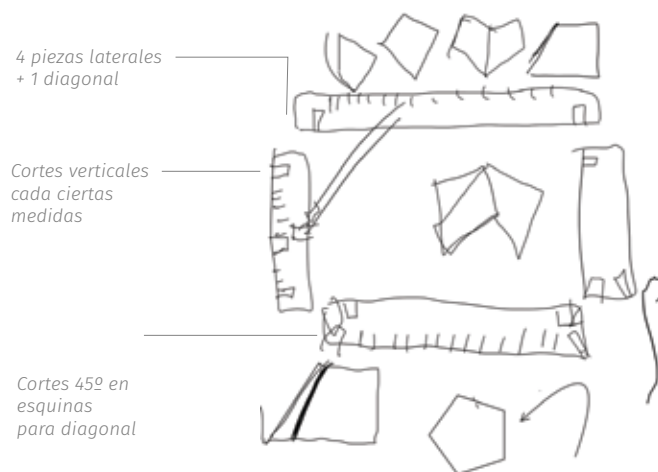 4 piezas laterales
+ 1 diagonal
Cortes verticales
cada ciertas
medidas
Cortes 45º en
esquinas
para diagonal